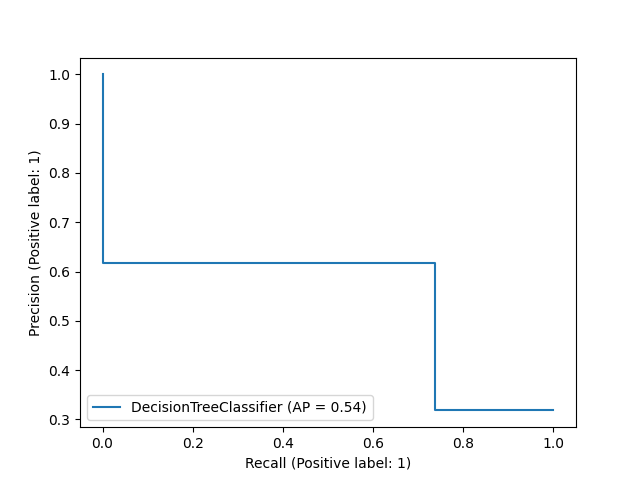 1.0
0.9
0.8
0.7
0.6
0.5
0.4
0.3
Precision (Positive label: 1)
DecisionTreeClassifier (AP = 0.54)
0.0 0.2 0.4 0.6 0.8 1.0
Recall (Positive label: 1)